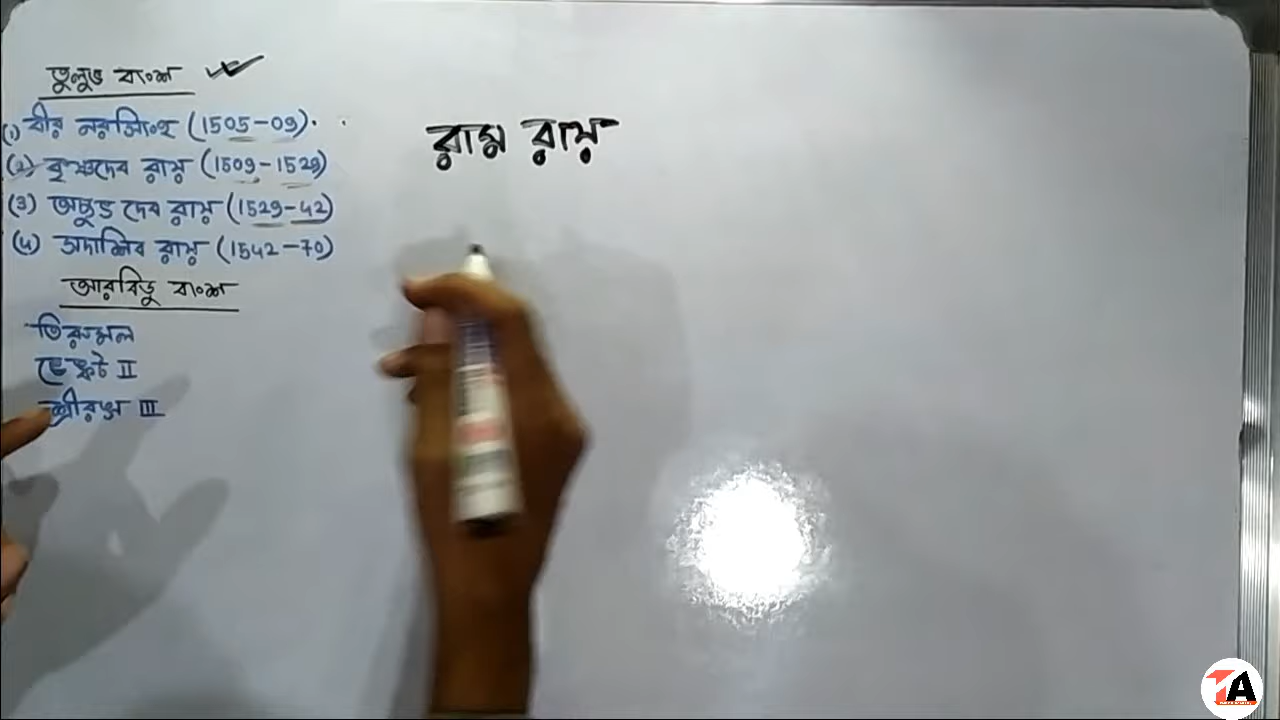 তুলুভ বংশ
(1) বীর নরসিংহ (1505-09).
(2) কৃষ্ণদেব রায় (1509-1529)
(3) অচ্যুত দেব রায় (1529-42)
(4) সদাশিব রায় (1542-70)
আরবিডু বংশ
তিরুমল
ভেঙ্কট II
শ্রীরঙ্গ III
রাম রায়